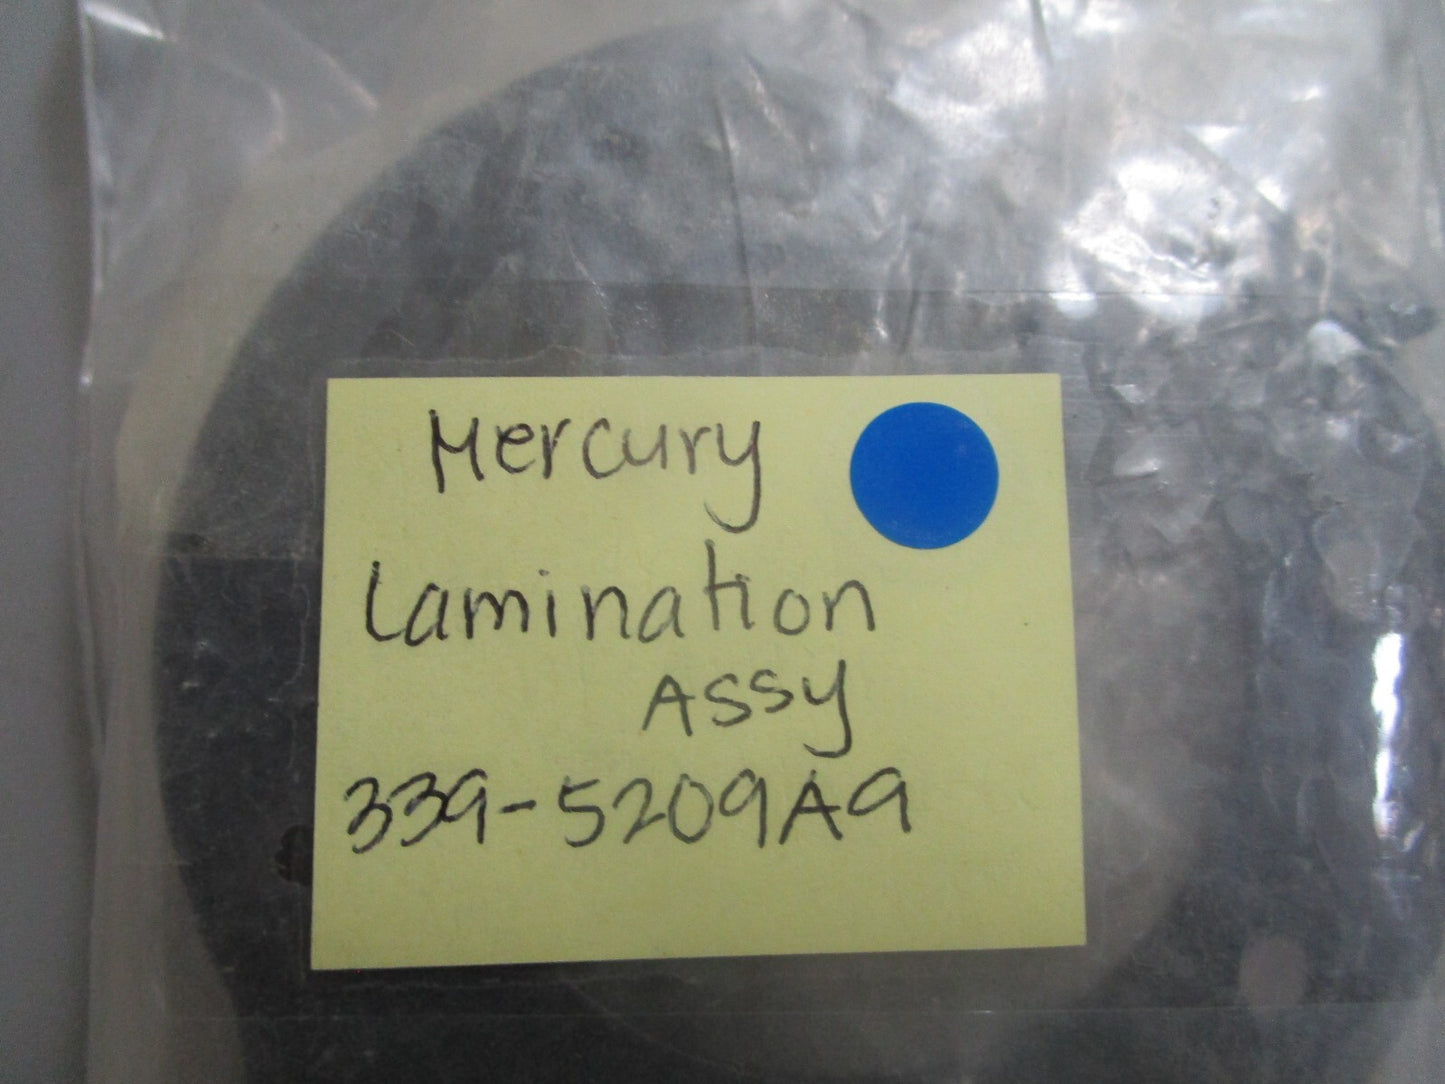 Mercury
Lamination
Assy
339-5209A9